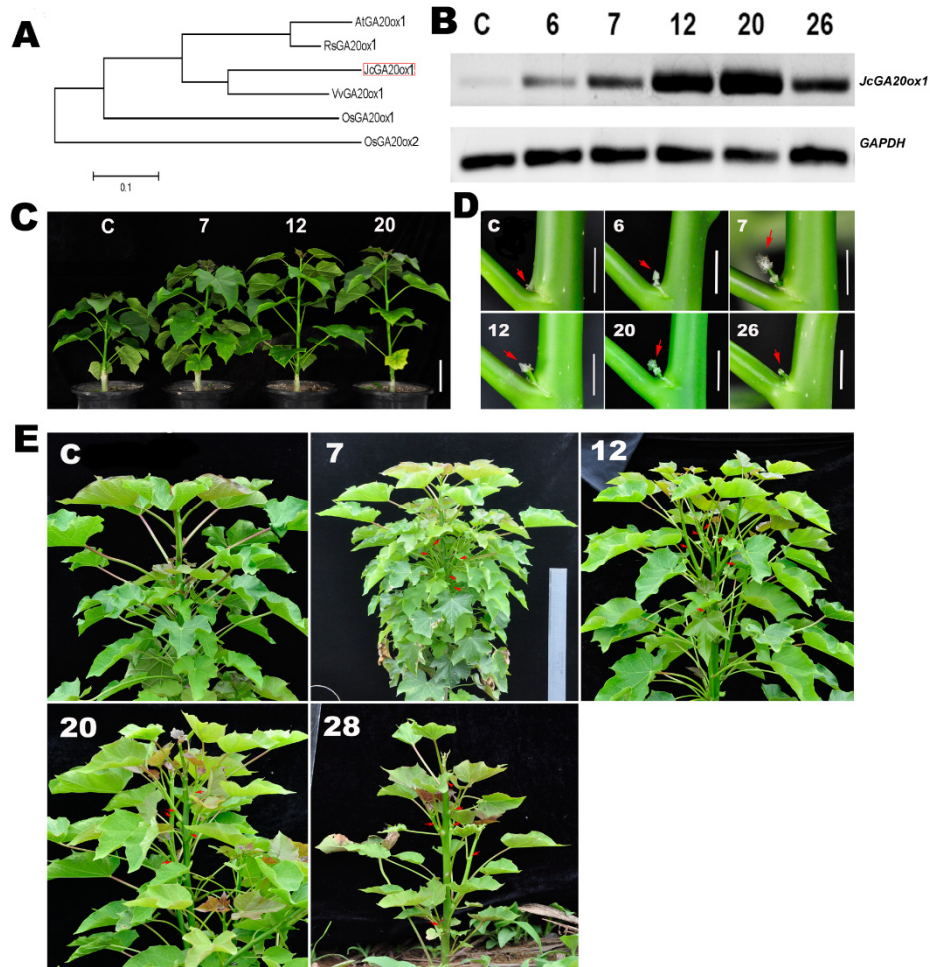 A
AtGA20ox1
RsGA20ox1
JcGA20ox1
VvGA20ox1
OsGA20ox1
OsGA20ox2
0.1
B
C 6 7 12 20 26
JcGA20ox1
GAPDH
C
C 7 12 20
D
C 6 7
12 20 26
E
C 7 12
20 28